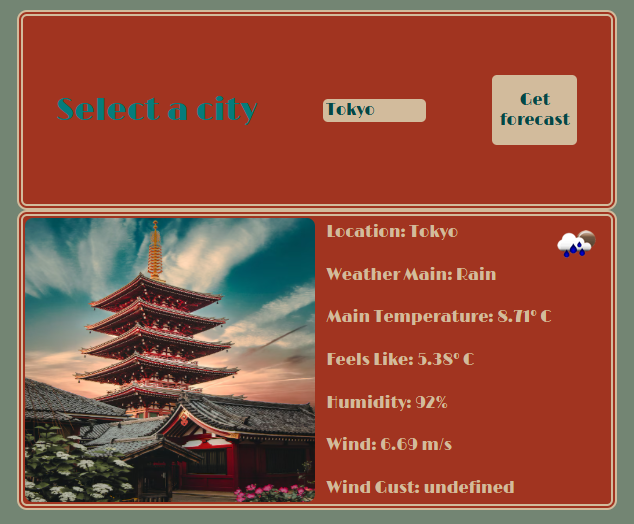 Select a city
Tokyo
Get
forecast
Location: Tokyo
Weather Main: Rain
Main Temperature: 8.71° C
Feels Like: 5.38° C
Humidity: 92%
Wind: 6.69 m/s
Wind Gust: undefined